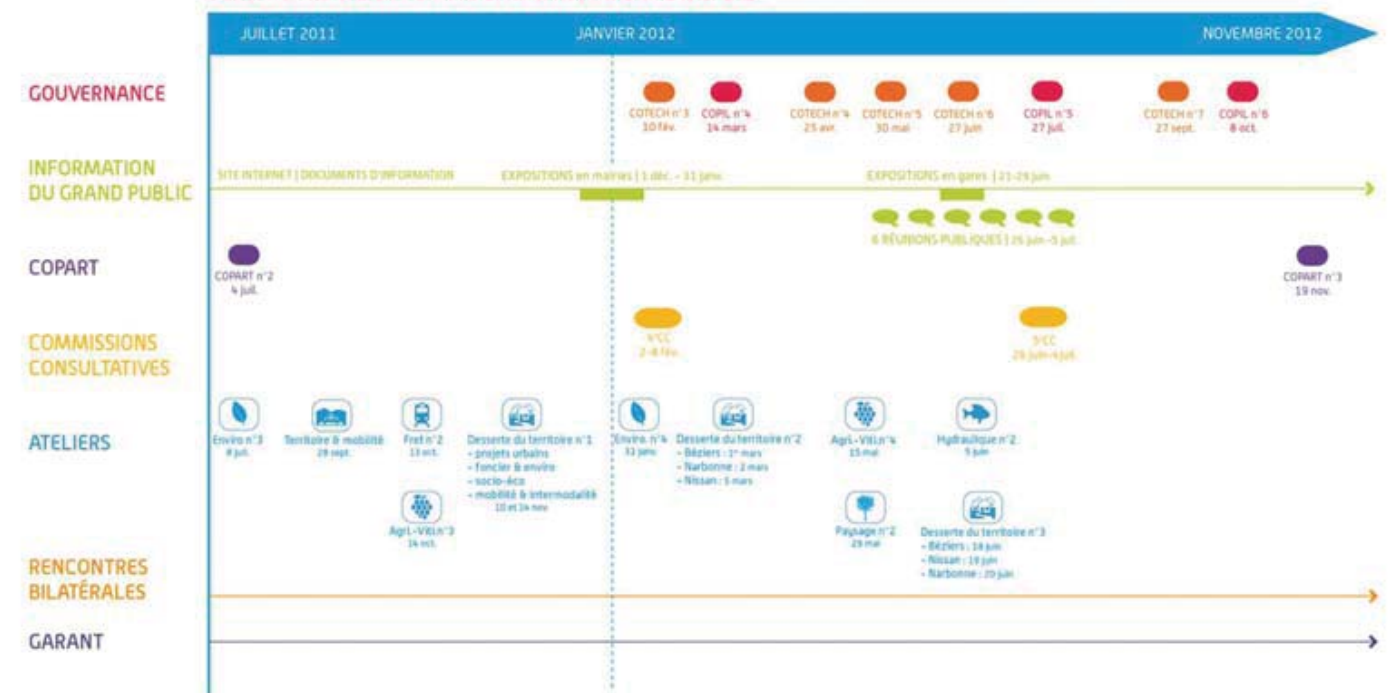 JUILLET 2011
JANVIER 2012
NOVEMBRE 2012
GOUVERNANCE
COTECH n°3
10 fév.
COPIL n°4
14 mars
COTECH n°4
25 avr.
COTECH n°5
30 mai
COTECH n°6
27 juin
COPIL n°5
27 juil.
COTECH n°7
27 sept.
COPIL n°6
8 oct.
INFORMATION
DU GRAND PUBLIC
SITE INTERNET | DOCUMENTS D'INFORMATION
EXPOSITIONS en mairies | 1 déc. - 31 janv.
EXPOSITIONS en gares | 21-29 juin
6 RÉUNIONS PUBLIQUES | 25 juin-5 juil.
COPART
COPART n°2
4 juil.
COPART n°3
19 nov.
COMMISSIONS
CONSULTATIVES
4°CC
2-8 fév.
5°CC
26 juin-4 juil.
ATELIERS
Enviro n°3
8 juil.
Territoire & mobilité
29 sept.
Fret n°2
13 oct.
Desserte du territoire n°1
- projets urbains
- foncier & enviro
- socio-éco
- mobilité & intermodalité
10 et 14 nov.
Enviro. n°4
31 janv.
Desserte du territoire n°2
- Béziers : 1er mars
- Narbonne : 2 mars
- Nissan : 5 mars
Agri.-Viti.n°4
15 mai
Hydraulique n°2
5 juin
Agri.-Viti.n°3
14 oct.
Paysage n°2
29 mai
Desserte du territoire n°3
- Béziers : 18 juin
- Nissan : 19 juin
- Narbonne : 20 juin
RENCONTRES
BILATÉRALES
GARANT